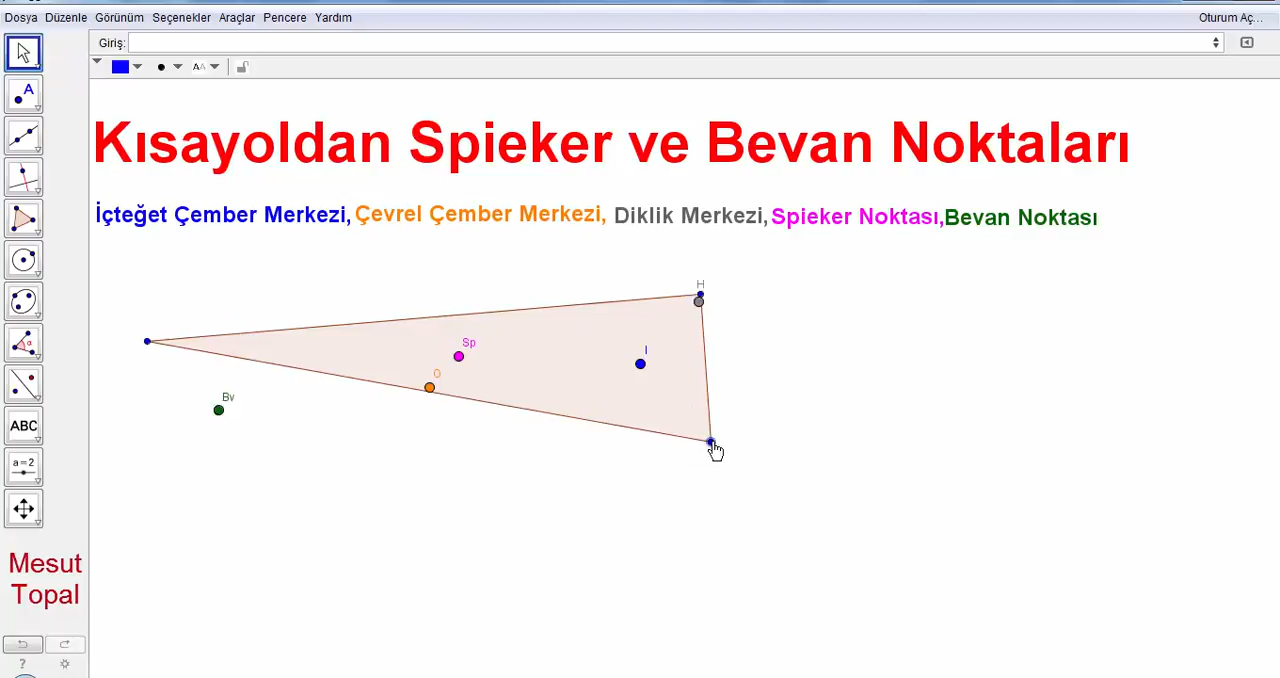 Dosya Düzenle Görünüm Seçenekler Araçlar Pencere Yardım Oturum Aç...
Giriş:
AA
A
Kısayoldan Spieker ve Bevan Noktaları
İçteğet Çember Merkezi, Çevrel Çember Merkezi, Diklik Merkezi, Spieker Noktası, Bevan Noktası
H
Sp
I
O
Bv
α
ABC
a=2
Mesut
Topal
?